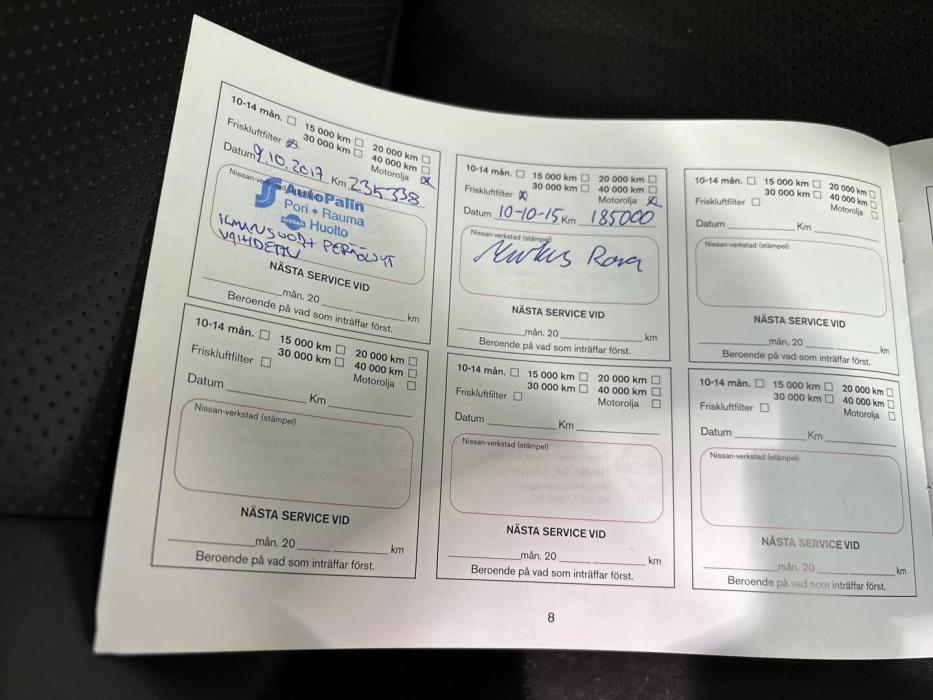 10-14 mån. ☐ 15 000 km ☐ 20 000 km ☐
30 000 km ☐ 40 000 km ☐
Friskluftfilter ☒ Motorolja ☒
Datum 9.10.2017 Km 235338
Nissan-verkstad
AutoPalin
Pori • Rauma
NISSAN Huolto
ILMANSUOD+ PERÄÖLJYT
VAIHDETTU
NÄSTA SERVICE VID
mån. 20 km
Beroende på vad som inträffar först.
10-14 mån. ☐ 15 000 km ☐ 20 000 km ☐
30 000 km ☐ 40 000 km ☐
Friskluftfilter ☒ Motorolja ☒
Datum 10-10-15 Km 185000
Nissan-verkstad (stämpel)
NÄSTA SERVICE VID
mån. 20 km
Beroende på vad som inträffar först.
10-14 mån. ☐ 15 000 km ☐ 20 000 km ☐
30 000 km ☐ 40 000 km ☐
Friskluftfilter ☐ Motorolja ☐
Datum Km
Nissan-verkstad (stämpel)
NÄSTA SERVICE VID
mån. 20 km
Beroende på vad som inträffar först.
10-14 mån. ☐ 15 000 km ☐ 20 000 km ☐
30 000 km ☐ 40 000 km ☐
Friskluftfilter ☐ Motorolja ☐
Datum Km
Nissan-verkstad (stämpel)
NÄSTA SERVICE VID
mån. 20 km
Beroende på vad som inträffar först.
10-14 mån. ☐ 15 000 km ☐ 20 000 km ☐
30 000 km ☐ 40 000 km ☐
Friskluftfilter ☐ Motorolja ☐
Datum Km
Nissan-verkstad (stämpel)
NÄSTA SERVICE VID
mån. 20 km
Beroende på vad som inträffar först.
10-14 mån. ☐ 15 000 km ☐ 20 000 km ☐
30 000 km ☐ 40 000 km ☐
Friskluftfilter ☐ Motorolja ☐
Datum Km
Nissan-verkstad (stämpel)
NÄSTA SERVICE VID
mån. 20 km
Beroende på vad som inträffar först.
8